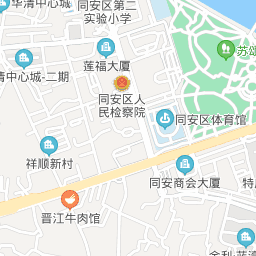 华清中心城
同安区第二
实验小学
苏颂
莲福大厦
清中心城-二期
同安区人
民检察院
同安区体育馆
祥顺新村
同安商会大厦
特
晋江牛肉馆